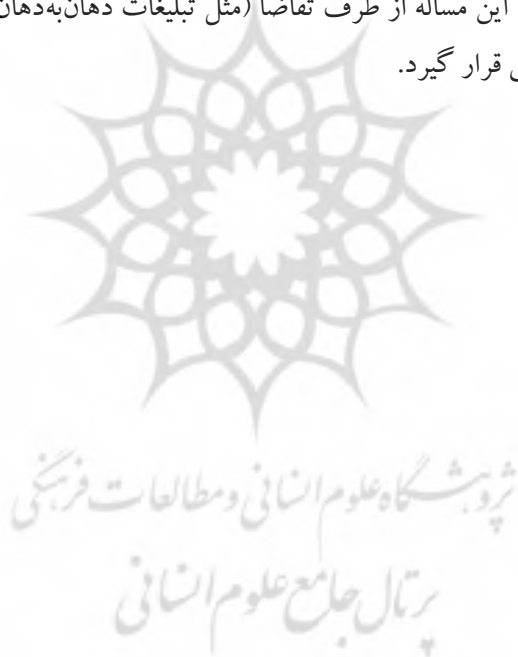 این مساله از طرف تقاضا (مثل تبلیغات دهان‌به‌دهان
قرار گیرد.
پژوهشگاه علوم انسانی و مطالعات فرهنگی
پرتال جامع علوم انسانی